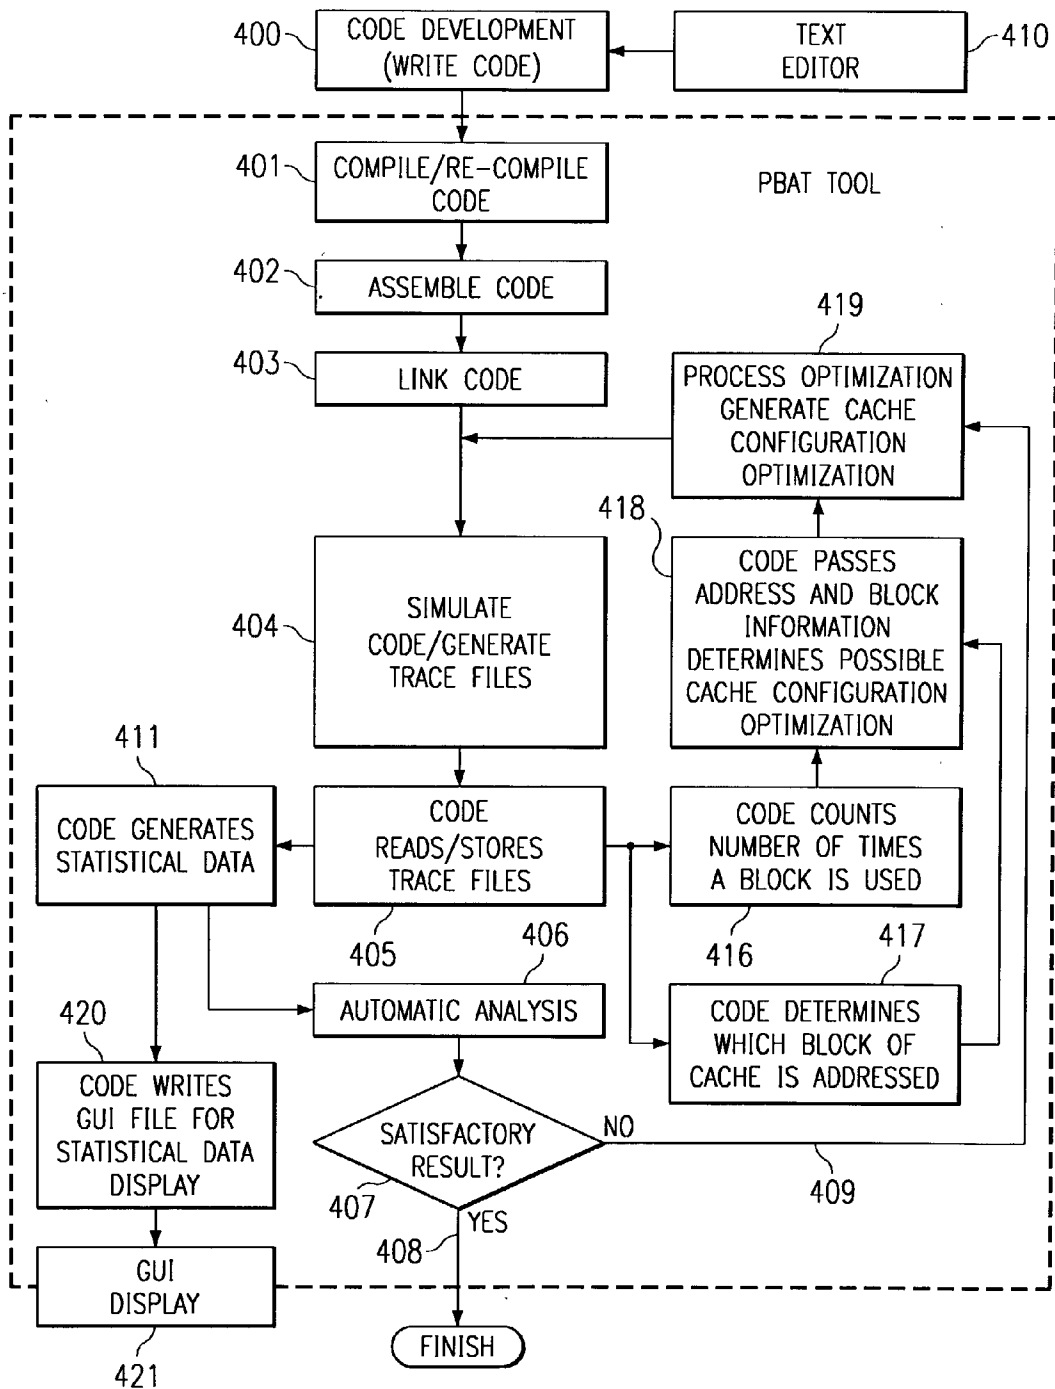 400
CODE DEVELOPMENT
(WRITE CODE)
TEXT
EDITOR
410
401
COMPILE/RE-COMPILE
CODE
PBAT TOOL
402
ASSEMBLE CODE
403
LINK CODE
419
PROCESS OPTIMIZATION
GENERATE CACHE
CONFIGURATION
OPTIMIZATION
404
SIMULATE
CODE/GENERATE
TRACE FILES
418
CODE PASSES
ADDRESS AND BLOCK
INFORMATION
DETERMINES POSSIBLE
CACHE CONFIGURATION
OPTIMIZATION
411
CODE GENERATES
STATISTICAL DATA
CODE
READS/STORES
TRACE FILES
405
CODE COUNTS
NUMBER OF TIMES
A BLOCK IS USED
416
406
AUTOMATIC ANALYSIS
417
CODE DETERMINES
WHICH BLOCK OF
CACHE IS ADDRESSED
420
CODE WRITES
GUI FILE FOR
STATISTICAL DATA
DISPLAY
SATISFACTORY
RESULT?
407
NO
409
YES
408
GUI
DISPLAY
421
FINISH